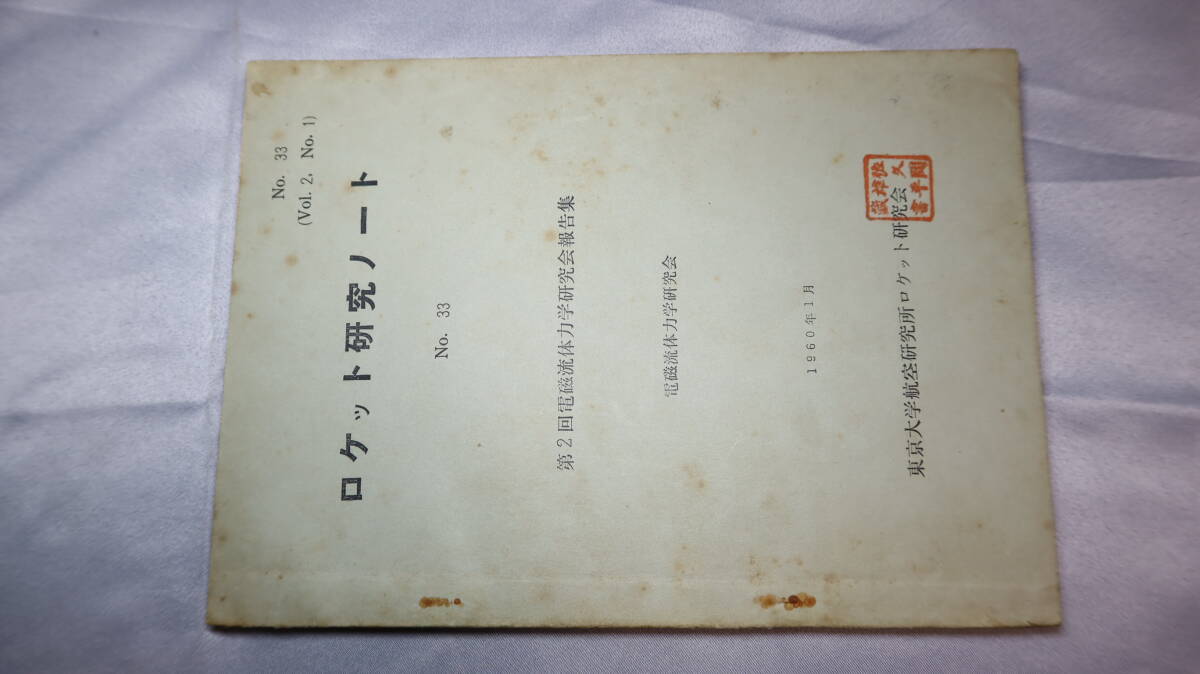 No. 33
(Vol. 2, No. 1)
ロケット研究ノート
No. 33
第2回電磁流体力学研究会報告集
電磁流体力学研究会
1960年1月
東京大学航空研究所ロケット研究会